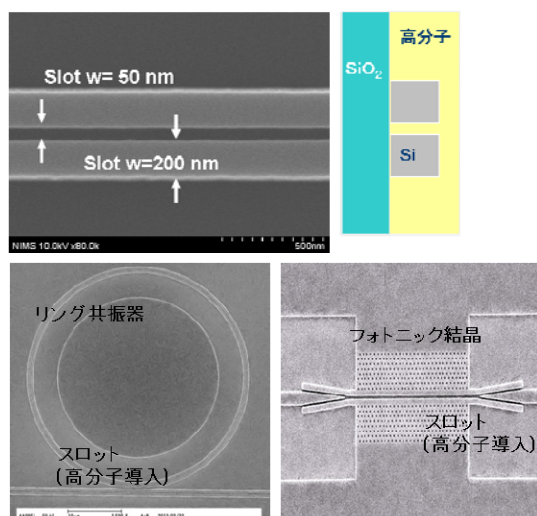 Slot w= 50 nm
Slot w=200 nm
NIMS 10.0kV x80.0k
500nm
高分子
SiO2
Si
リング共振器
スロット
(高分子導入)
フォトニック結晶
スロット
(高分子導入)